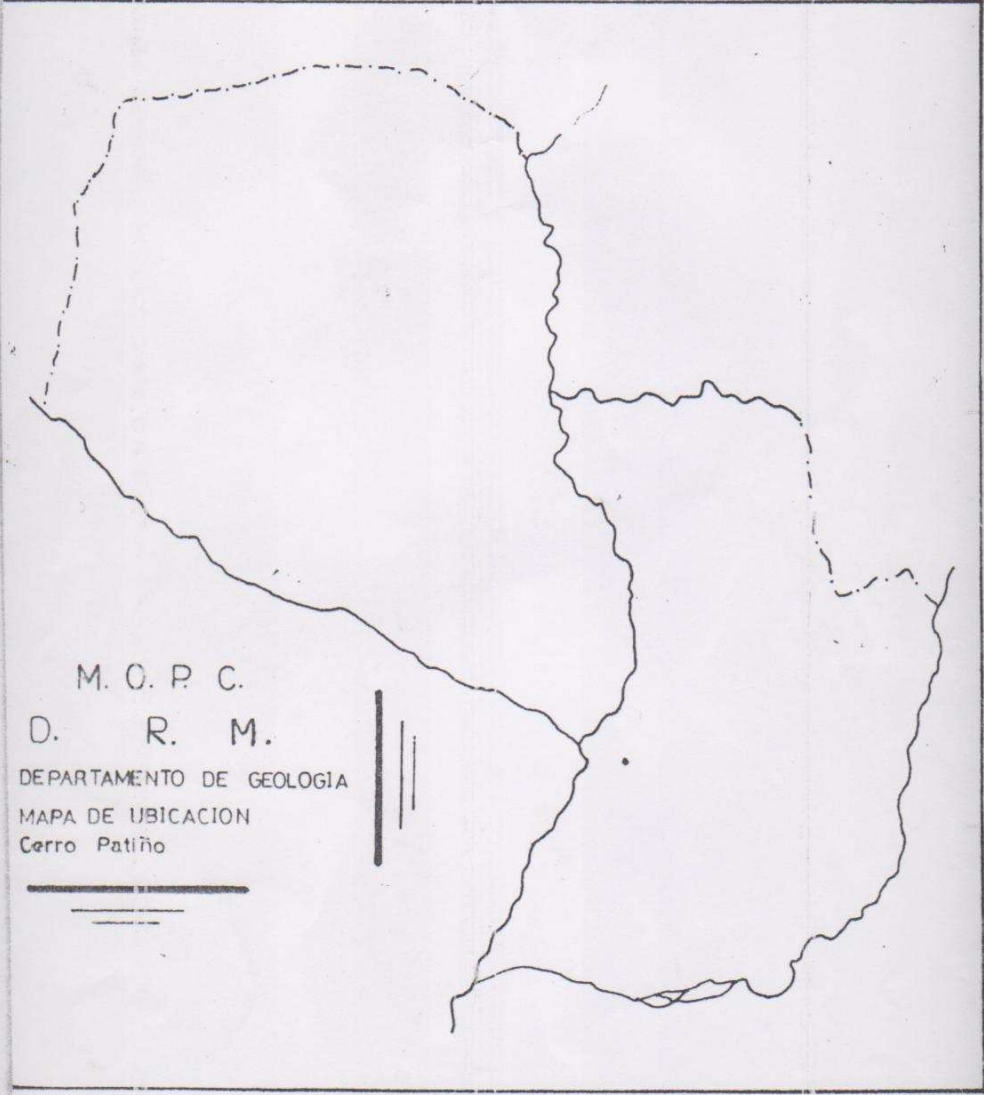 M. O. P. C.
D. R. M.
DEPARTAMENTO DE GEOLOGIA
MAPA DE UBICACION
Cerro Patiño